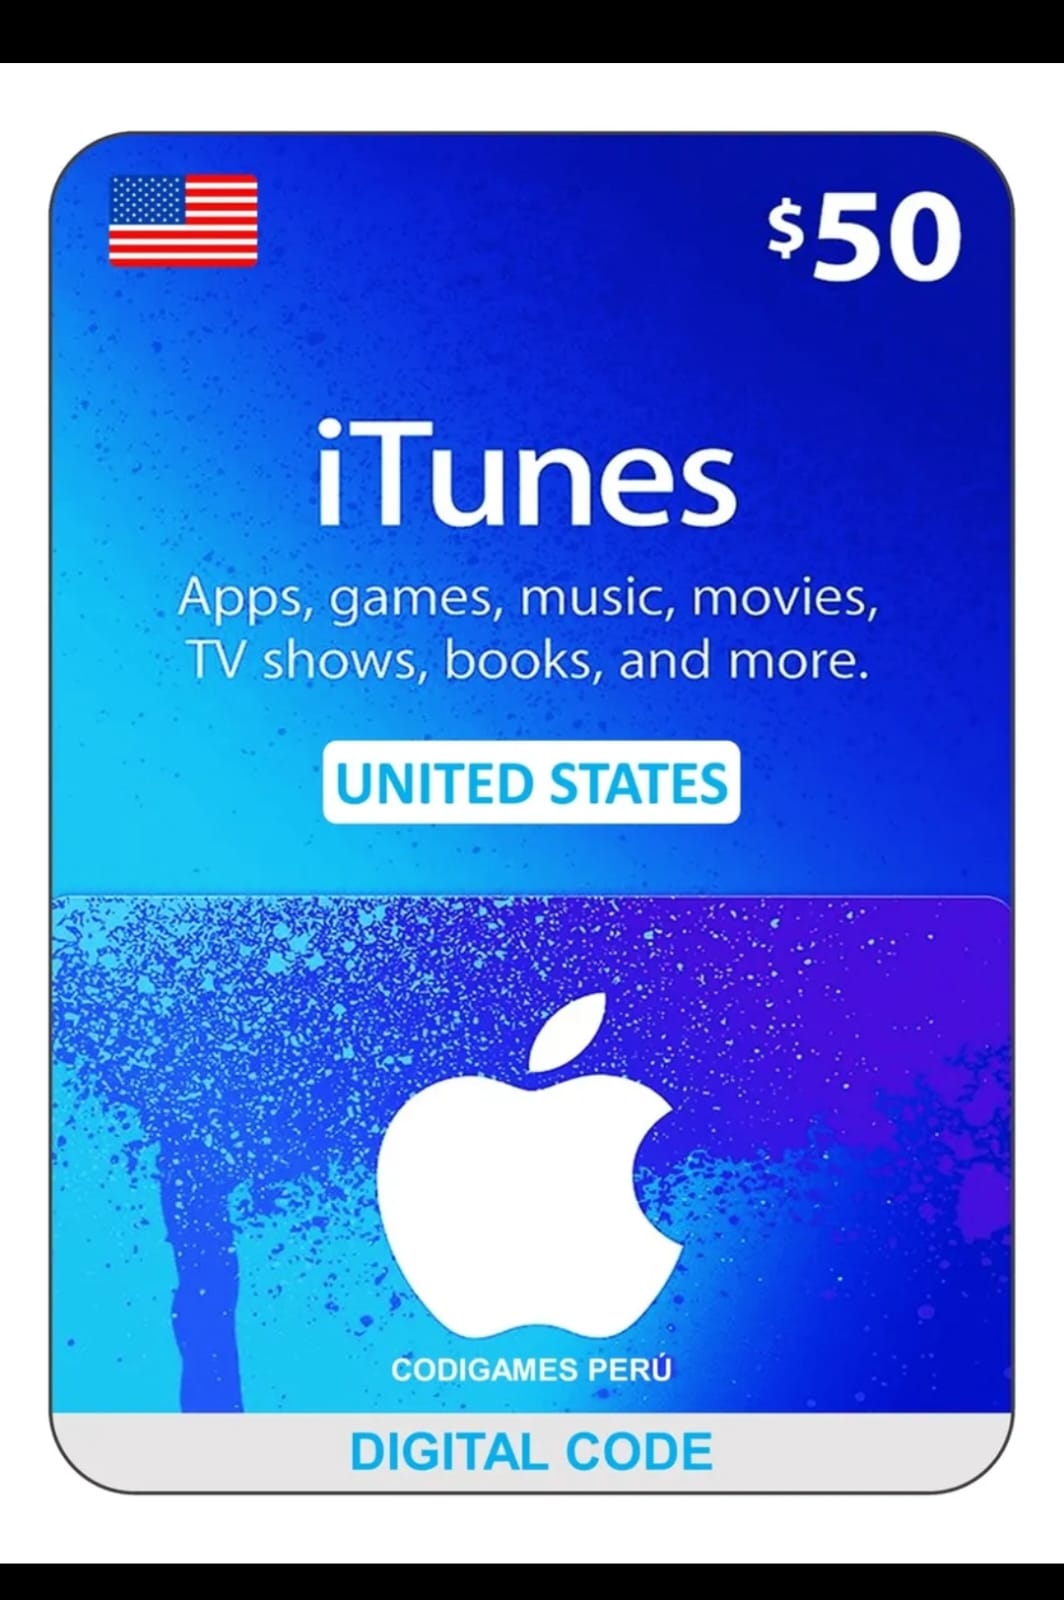 $50
iTunes
Apps, games, music, movies,
TV shows, books, and more.
UNITED STATES
CODIGAMES PERÚ
DIGITAL CODE